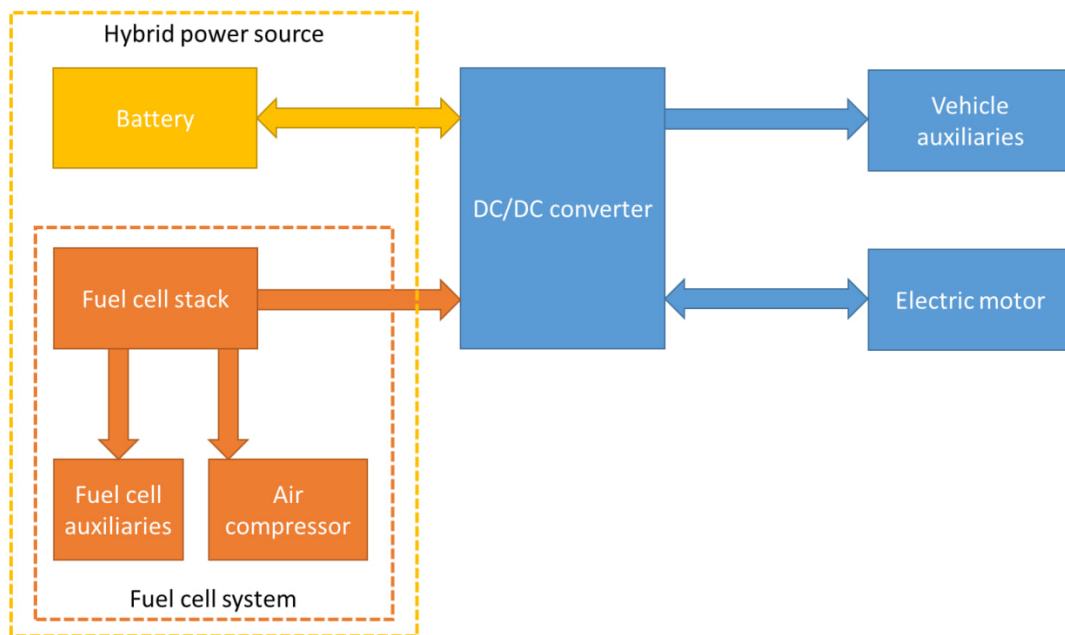 Hybrid power source
Battery
DC/DC converter
Vehicle
auxiliaries
Fuel cell stack
Electric motor
Fuel cell
auxiliaries
Air
compressor
Fuel cell system